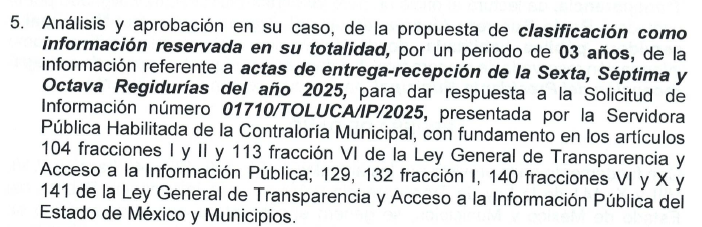 5. Análisis y aprobación en su caso, de la propuesta de clasificación como
información reservada en su totalidad, por un periodo de 03 años, de la
información referente a actas de entrega-recepción de la Sexta, Séptima y
Octava Regidurías del año 2025, para dar respuesta a la Solicitud de
Información número 01710/TOLUCA/IP/2025, presentada por la Servidora
Pública Habilitada de la Contraloría Municipal, con fundamento en los artículos
104 fracciones I y II y 113 fracción VI de la Ley General de Transparencia y
Acceso a la Información Pública; 129, 132 fracción I, 140 fracciones VI y X y
141 de la Ley General de Transparencia y Acceso a la Información Pública del
Estado de México y Municipios.